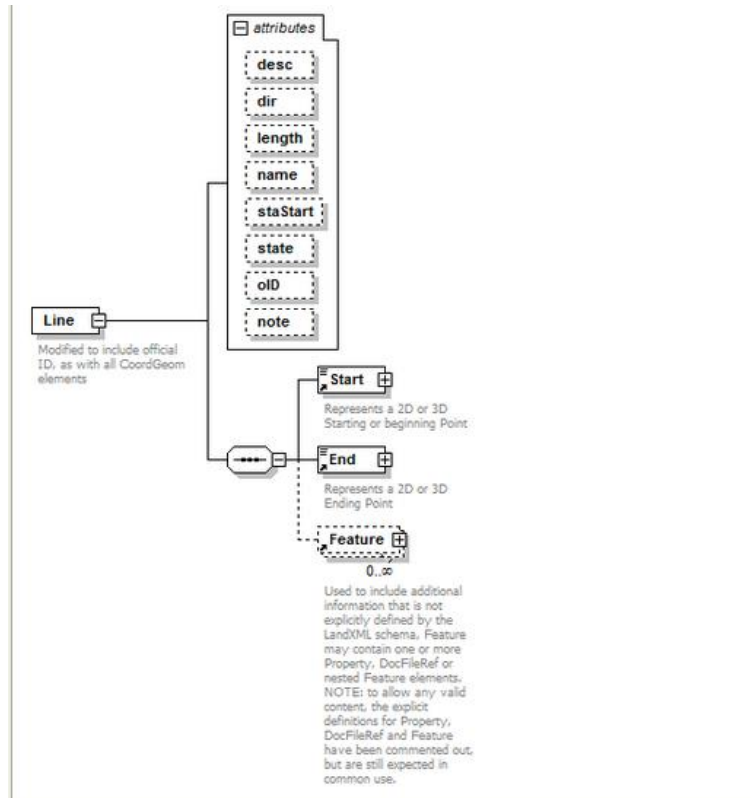 attributes
desc
dir
length
name
staStart
state
oID
note
Line
Modified to include official
ID, as with all CoordGeom
elements
Start
Represents a 2D or 3D
Starting or beginning Point
End
Represents a 2D or 3D
Ending Point
Feature
0..∞
Used to include additional
information that is not
explicitly defined by the
LandXML schema, Feature
may contain one or more
Property, DocFileRef or
nested Feature elements.
NOTE: to allow any valid
content, the explicit
definitions for Property,
DocFileRef and Feature
have been commented out,
but are still expected in
common use.